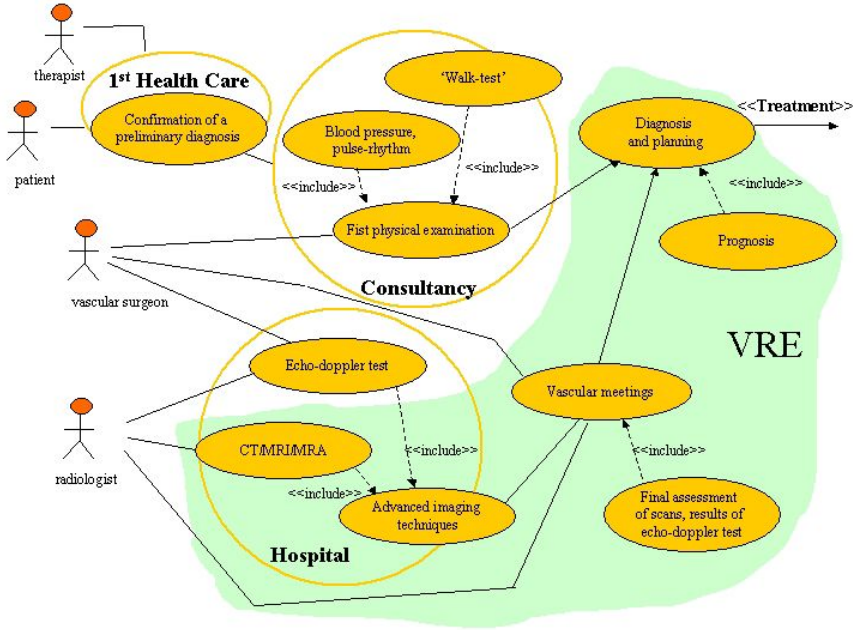 therapist
1st Health Care
Confirmation of a
preliminary diagnosis
patient
'Walk-test'
Blood pressure,
pulse-rhythm
<<include>>
<<include>>
Fist physical examination
Consultancy
Diagnosis
and planning
<<Treatment>>
<<include>>
Prognosis
vascular surgeon
VRE
Echo-doppler test
Vascular meetings
radiologist
CT/MRI/MRA
<<include>>
<<include>>
<<include>>
Advanced imaging
techniques
Final assessment
of scans, results of
echo-doppler test
Hospital